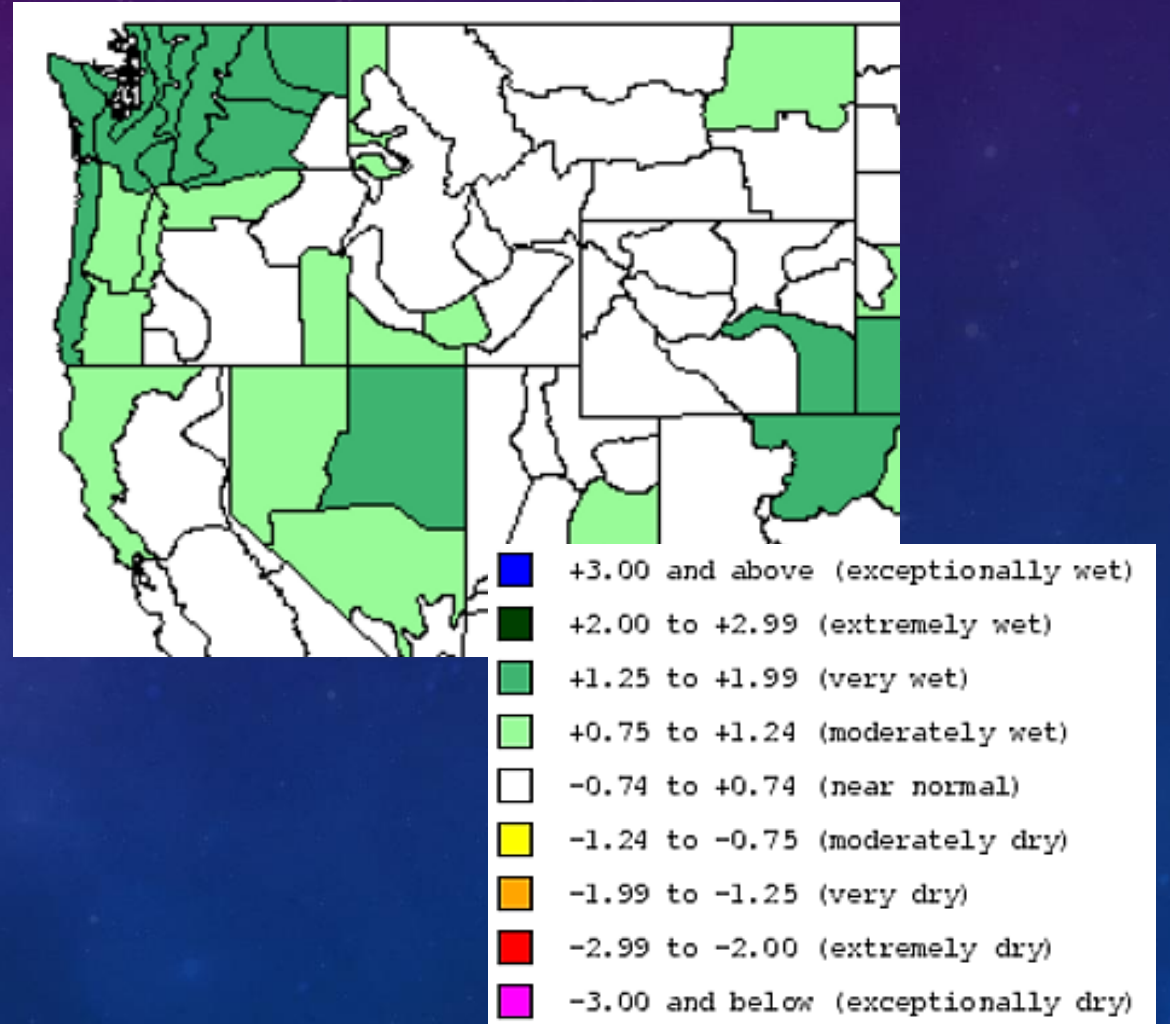 +3.00 and above (exceptionally wet)
+2.00 to +2.99 (extremely wet)
+1.25 to +1.99 (very wet)
+0.75 to +1.24 (moderately wet)
-0.74 to +0.74 (near normal)
-1.24 to -0.75 (moderately dry)
-1.99 to -1.25 (very dry)
-2.99 to -2.00 (extremely dry)
-3.00 and below (exceptionally dry)